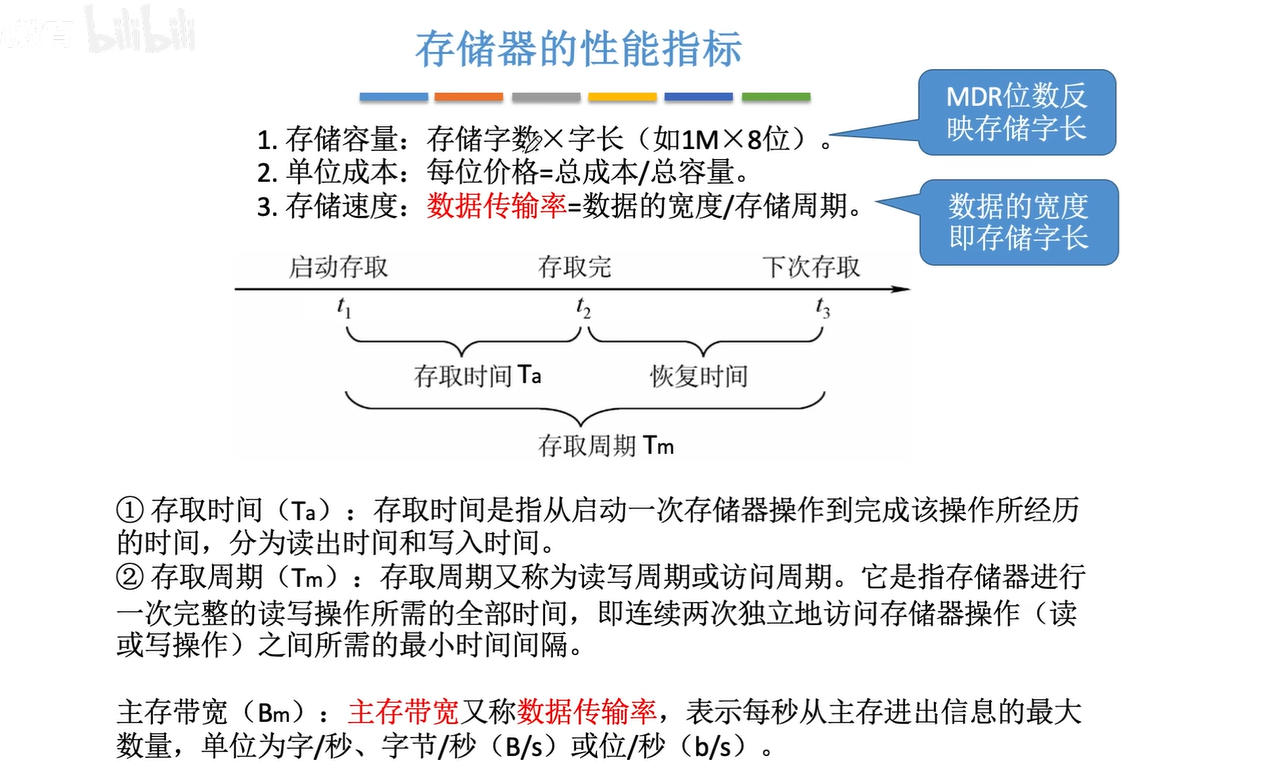 教育 bilibili
存储器的性能指标
MDR位数反
映存储字长
1. 存储容量：存储字数×字长（如1M×8位）。
2. 单位成本：每位价格=总成本/总容量。
3. 存储速度：数据传输率=数据的宽度/存储周期。
数据的宽度
即存储字长
启动存取 存取完 下次存取
t1 t2 t3
存取时间 Ta 恢复时间
存取周期 Tm
① 存取时间（Ta）：存取时间是指从启动一次存储器操作到完成该操作所经历
的时间，分为读出时间和写入时间。
② 存取周期（Tm）：存取周期又称为读写周期或访问周期。它是指存储器进行
一次完整的读写操作所需的全部时间，即连续两次独立地访问存储器操作（读
或写操作）之间所需的最小时间间隔。
主存带宽（Bm）：主存带宽又称数据传输率，表示每秒从主存进出信息的最大
数量，单位为字/秒、字节/秒（B/s）或位/秒（b/s）。